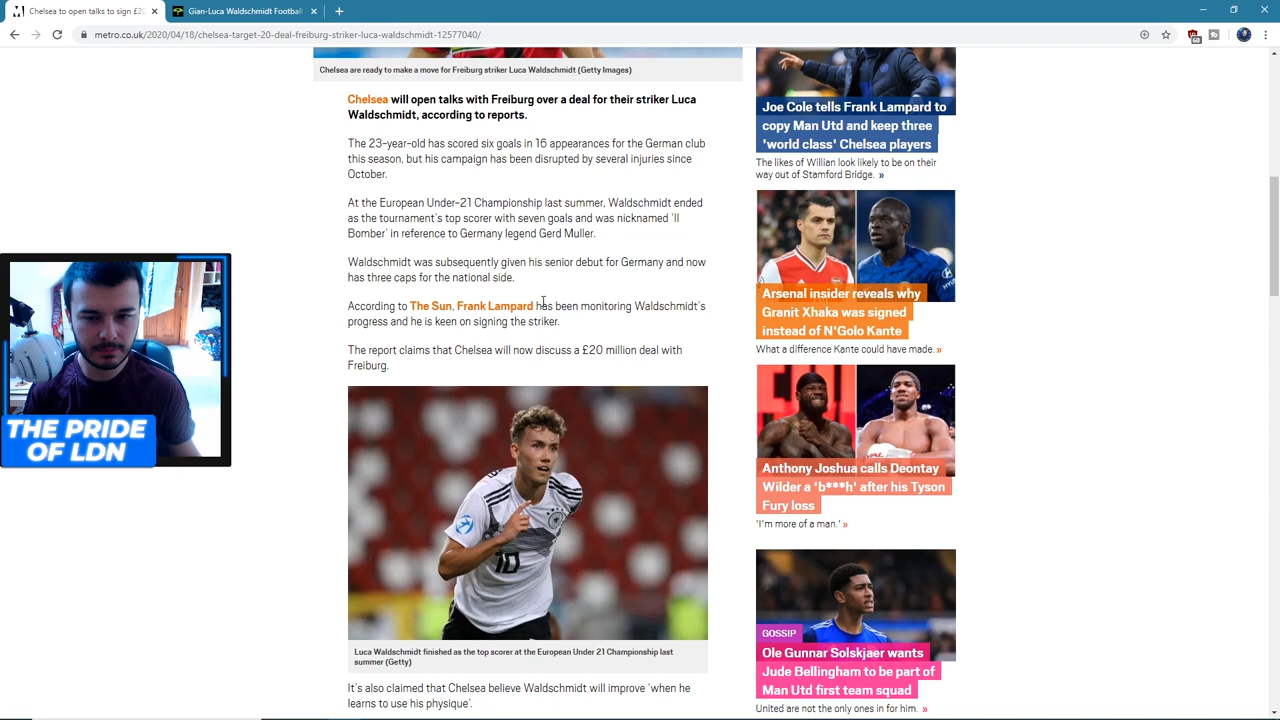 Chelsea to open talks to sign £20
Gian-Luca Waldschmidt Football
metro.co.uk/2020/04/18/chelsea-target-20-deal-freiburg-striker-luca-waldschmidt-12577040/
60
Chelsea are ready to make a move for Freiburg striker Luca Waldschmidt (Getty Images)
Chelsea will open talks with Freiburg over a deal for their striker Luca
Waldschmidt, according to reports.
The 23-year-old has scored six goals in 16 appearances for the German club
this season, but his campaign has been disrupted by several injuries since
October.
At the European Under-21 Championship last summer, Waldschmidt ended
as the tournament's top scorer with seven goals and was nicknamed 'Il
Bomber' in reference to Germany legend Gerd Muller.
Waldschmidt was subsequently given his senior debut for Germany and now
has three caps for the national side.
According to The Sun, Frank Lampard has been monitoring Waldschmidt's
progress and he is keen on signing the striker.
The report claims that Chelsea will now discuss a £20 million deal with
Freiburg.
10
Luca Waldschmidt finished as the top scorer at the European Under 21 Championship last
summer (Getty)
It's also claimed that Chelsea believe Waldschmidt will improve 'when he
learns to use his physique'.
Joe Cole tells Frank Lampard to
copy Man Utd and keep three
'world class' Chelsea players
The likes of Willian look likely to be on their
way out of Stamford Bridge. »
Arsenal insider reveals why
Granit Xhaka was signed
instead of N'Golo Kante
What a difference Kante could have made. »
Anthony Joshua calls Deontay
Wilder a 'b***h' after his Tyson
Fury loss
'I'm more of a man.' »
GOSSIP
Ole Gunnar Solskjaer wants
Jude Bellingham to be part of
Man Utd first team squad
United are not the only ones in for him. »
THE PRIDE
OF LDN